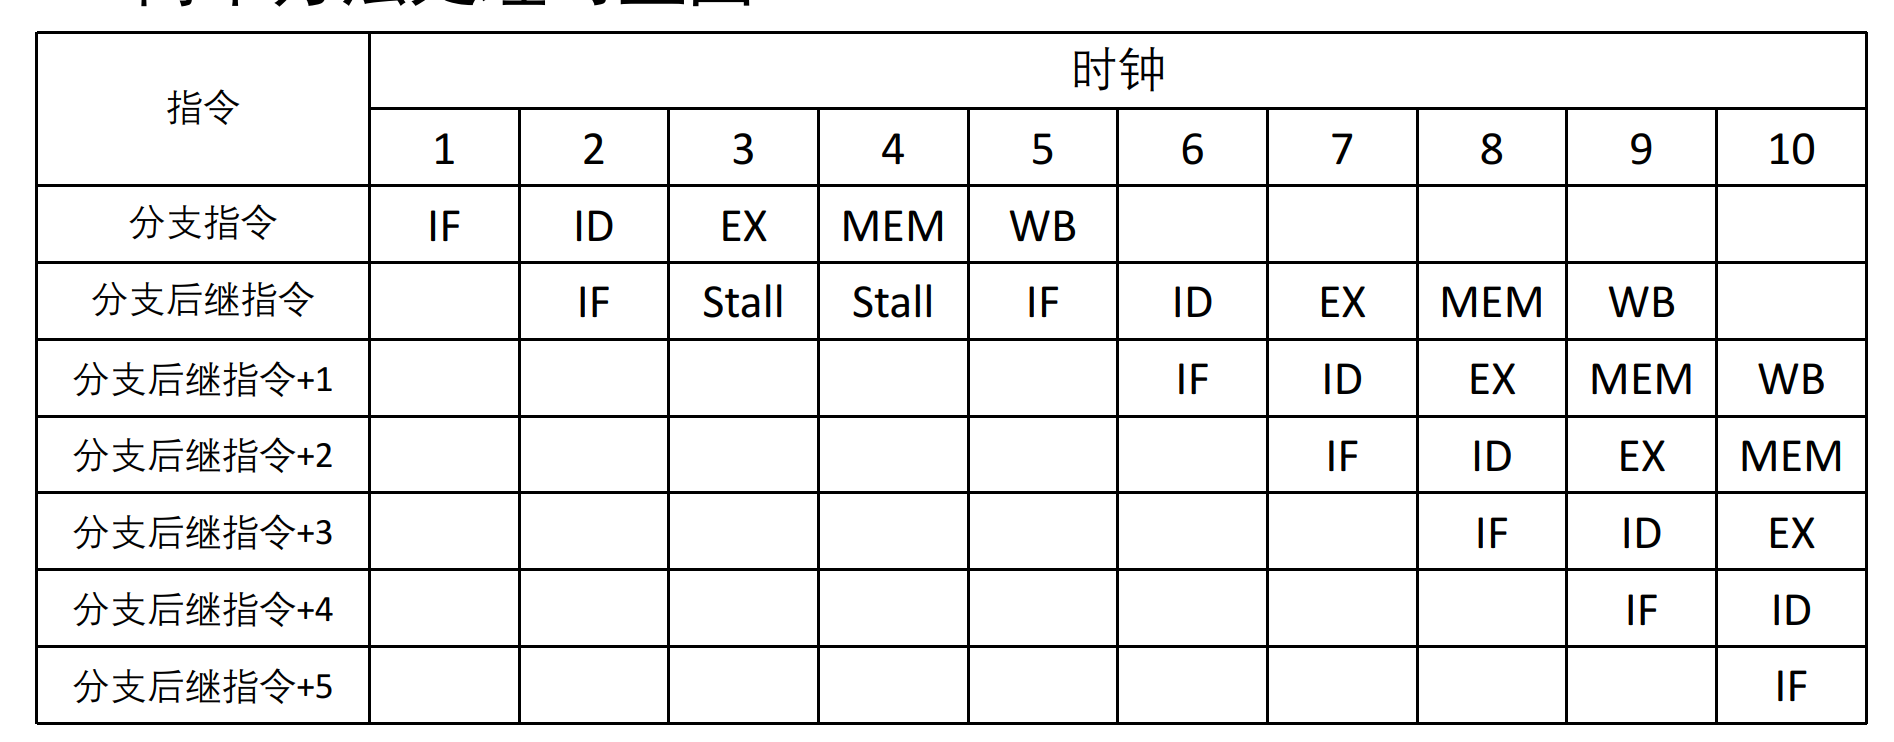 指令 时钟
1 2 3 4 5 6 7 8 9 10
分支指令 IF ID EX MEM WB
分支后继指令 IF Stall Stall IF ID EX MEM WB
分支后继指令+1 IF ID EX MEM WB
分支后继指令+2 IF ID EX MEM
分支后继指令+3 IF ID EX
分支后继指令+4 IF ID
分支后继指令+5 IF